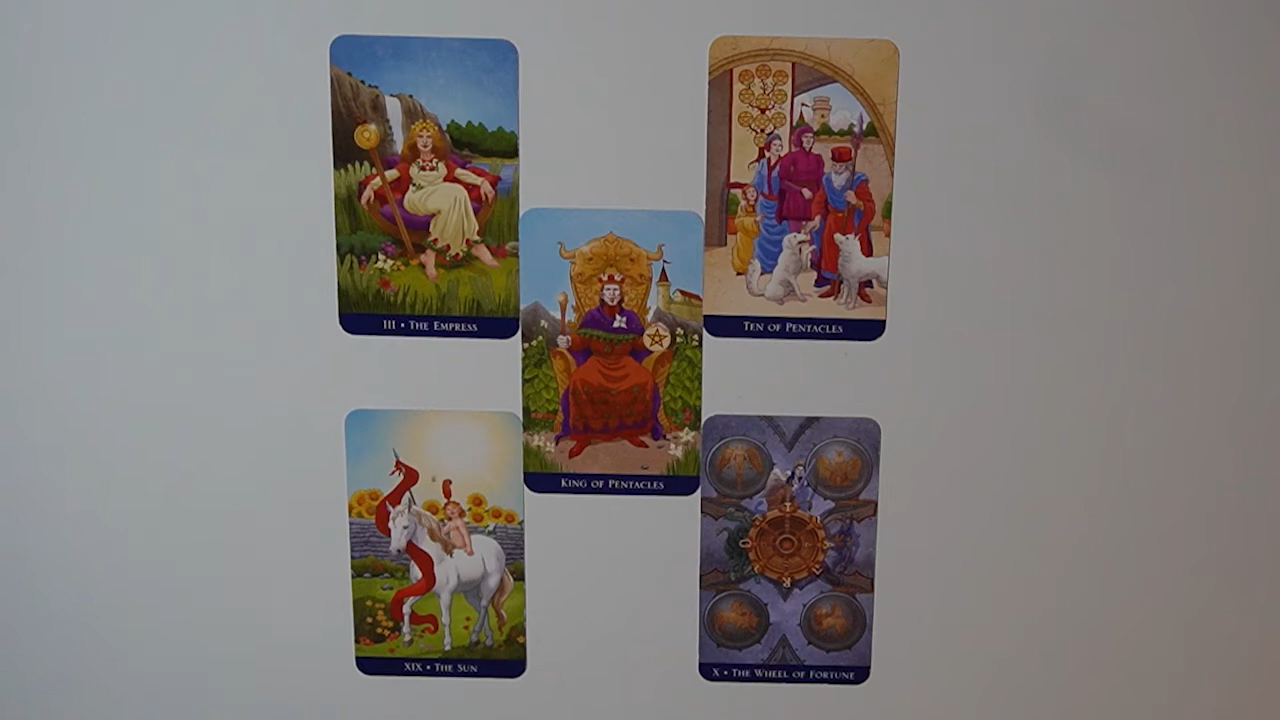 III • THE EMPRESS
TEN OF PENTACLES
KING OF PENTACLES
XIX • THE SUN
X • THE WHEEL OF FORTUNE